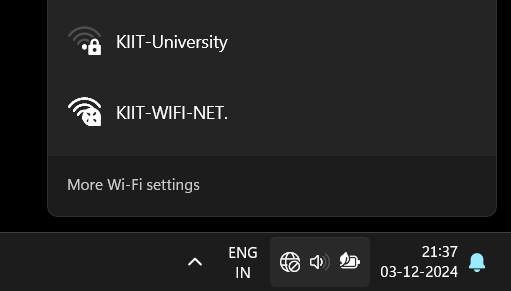 KIIT-University
KIIT-WIFI-NET.
More Wi-Fi settings
ENG
IN
21:37
03-12-2024